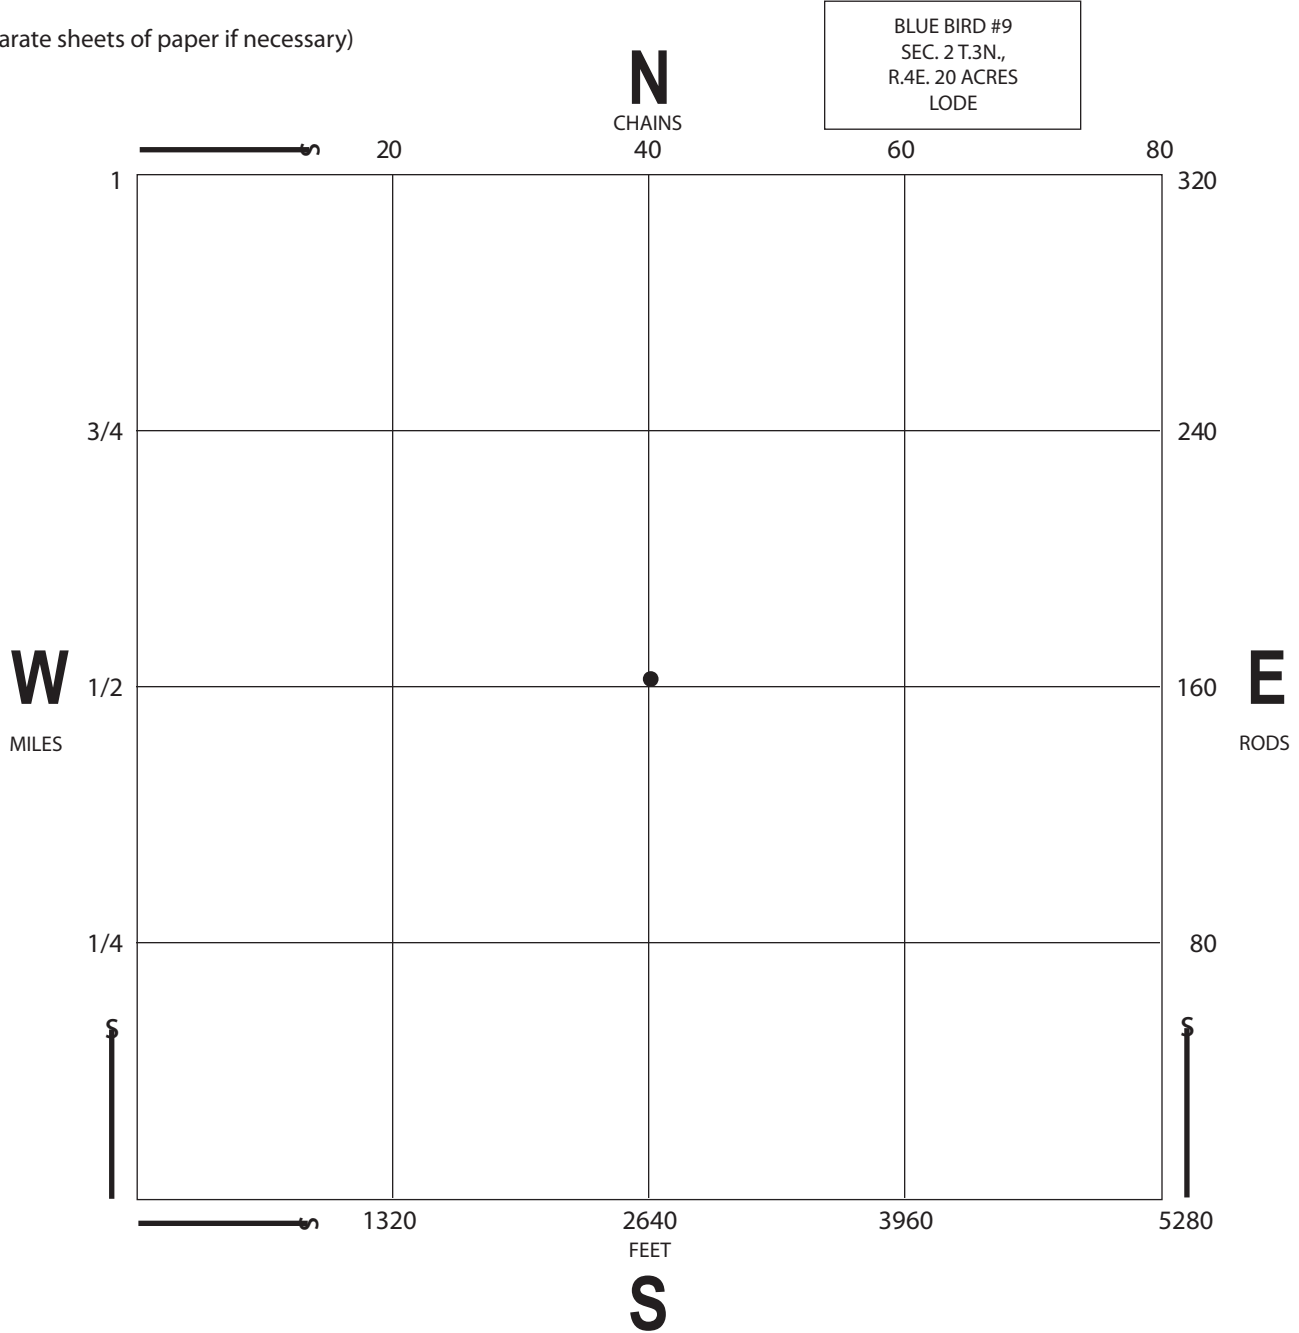 arate sheets of paper if necessary)
BLUE BIRD #9
SEC. 2 T.3N.,
R.4E. 20 ACRES
LODE
N
CHAINS
S 20 40 60 80
1 320
3/4 240
W 1/2 160 E
MILES RODS
1/4 80
S S
S 1320 2640 3960 5280
FEET
S